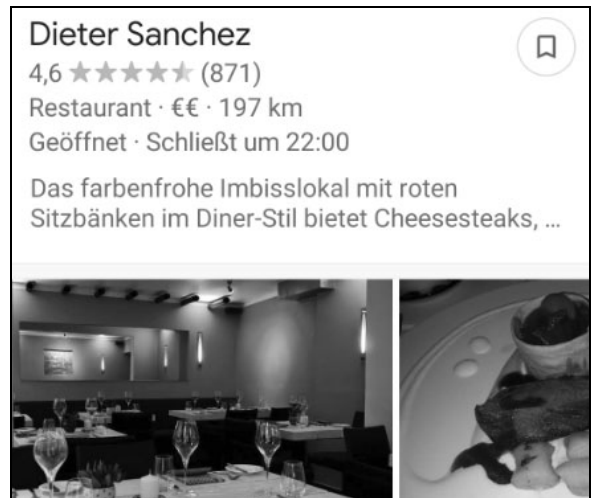 Dieter Sanchez
4,6 (871)
Restaurant · €€ · 197 km
Geöffnet · Schließt um 22:00
Das farbenfrohe Imbisslokal mit roten
Sitzbänken im Diner-Stil bietet Cheesesteaks, ...